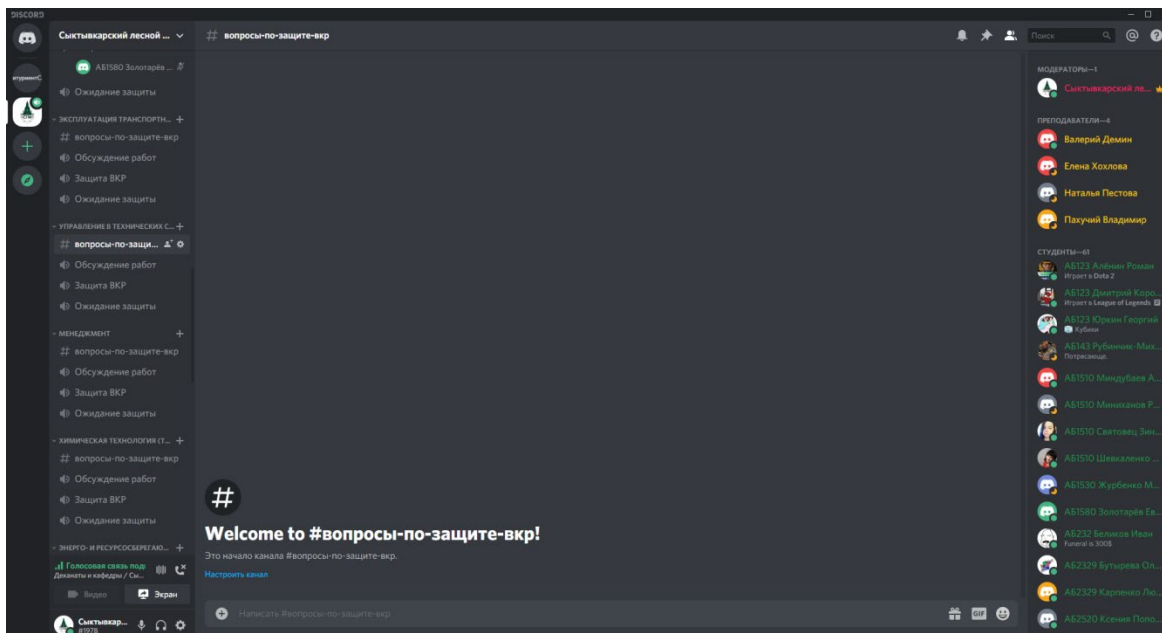 DISCORD
Сыктывкарский лесной ...
АБ1580 Золотарёв ...
Ожидание защиты
ЭКСПЛУАТАЦИЯ ТРАНСПОРТН...
# вопросы-по-защите-вкр
Обсуждение работ
Защита ВКР
Ожидание защиты
УПРАВЛЕНИЕ В ТЕХНИЧЕСКИХ С...
# вопросы-по-защи...
Обсуждение работ
Защита ВКР
Ожидание защиты
МЕНЕДЖМЕНТ
# вопросы-по-защите-вкр
Обсуждение работ
Защита ВКР
Ожидание защиты
ХИМИЧЕСКАЯ ТЕХНОЛОГИЯ (Т...
# вопросы-по-защите-вкр
Обсуждение работ
Защита ВКР
Ожидание защиты
ЭНЕРГО- И РЕСУРСОСБЕРЕГАЮ...
Голосовая связь под
Деканаты и кафедры / Сы...
Видео
Экран
Сыктывкар...
#1978
# вопросы-по-защите-вкр
#
Welcome to #вопросы-по-защите-вкр!
Это начало канала #вопросы-по-защите-вкр.
Настроить канал
Написать #вопросы-по-защите-вкр
GIF
Поиск
МОДЕРАТОРЫ—1
Сыктывкарский ле...
ПРЕПОДАВАТЕЛИ—4
Валерий Демин
Елена Хохлова
Наталья Пестова
Пахучий Владимир
СТУДЕНТЫ—61
АБ123 Алёнин Роман
Играет в Dota 2
АБ123 Дмитрий Коро...
Играет в League of Legends
АБ123 Юркин Георгий
Кубики
АБ143 Рубинчик-Мих...
Потрясающе.
АБ1510 Миндубаев А...
АБ1510 Миниханов Р...
АБ1510 Святовец Зин...
АБ1510 Шевкаленко ...
АБ1530 Журбенко М...
АБ1580 Золотарёв Ев...
АБ232 Беликов Иван
Funeral is 300$
АБ2329 Бутырева Ол...
АБ2329 Карпенко Лю...
АБ2520 Ксения Попо...